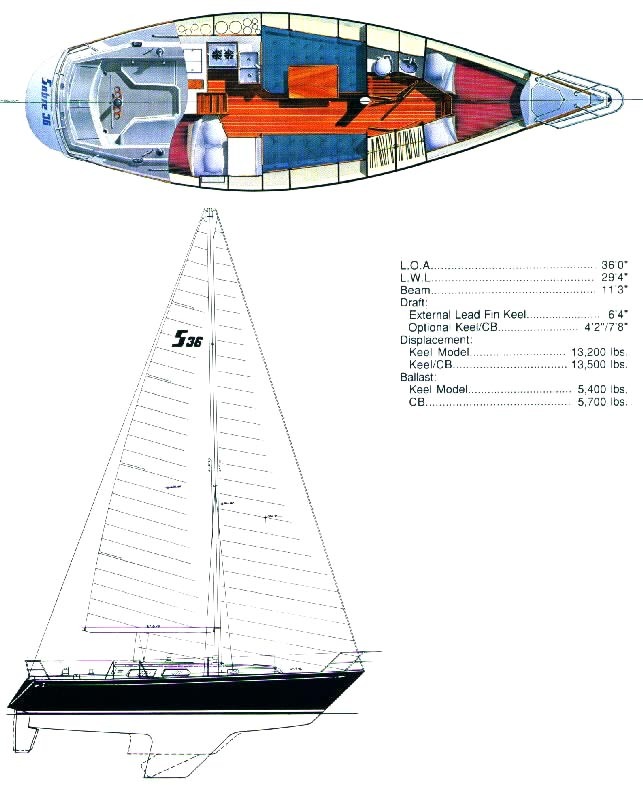 Sabre 36
S36
L.O.A. .......... 36'0"
L.W.L. .......... 29'4"
Beam .......... 11'3"
Draft:
External Lead Fin Keel .......... 6'4"
Optional Keel/CB .......... 4'2"/7'8"
Displacement:
Keel Model .......... 13,200 lbs.
Keel/CB .......... 13,500 lbs.
Ballast:
Keel Model .......... 5,400 lbs.
CB .......... 5,700 lbs.